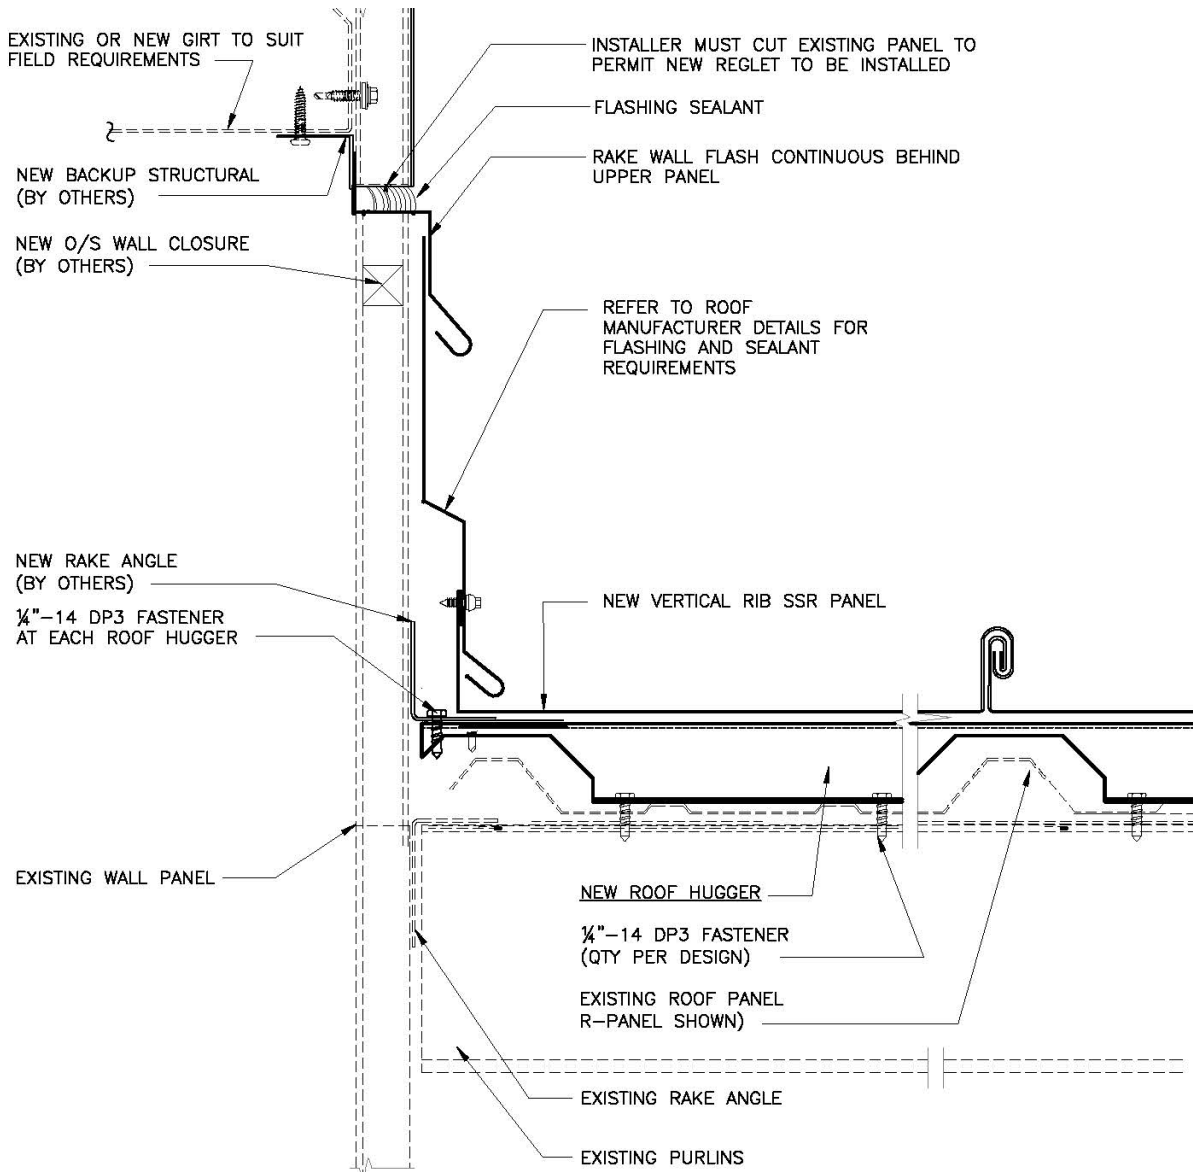 EXISTING OR NEW GIRT TO SUIT
FIELD REQUIREMENTS
NEW BACKUP STRUCTURAL
(BY OTHERS)
NEW O/S WALL CLOSURE
(BY OTHERS)
INSTALLER MUST CUT EXISTING PANEL TO
PERMIT NEW REGLET TO BE INSTALLED
FLASHING SEALANT
RAKE WALL FLASH CONTINUOUS BEHIND
UPPER PANEL
REFER TO ROOF
MANUFACTURER DETAILS FOR
FLASHING AND SEALANT
REQUIREMENTS
NEW RAKE ANGLE
(BY OTHERS)
¼"-14 DP3 FASTENER
AT EACH ROOF HUGGER
NEW VERTICAL RIB SSR PANEL
EXISTING WALL PANEL
NEW ROOF HUGGER
¼"-14 DP3 FASTENER
(QTY PER DESIGN)
EXISTING ROOF PANEL
R-PANEL SHOWN)
EXISTING RAKE ANGLE
EXISTING PURLINS